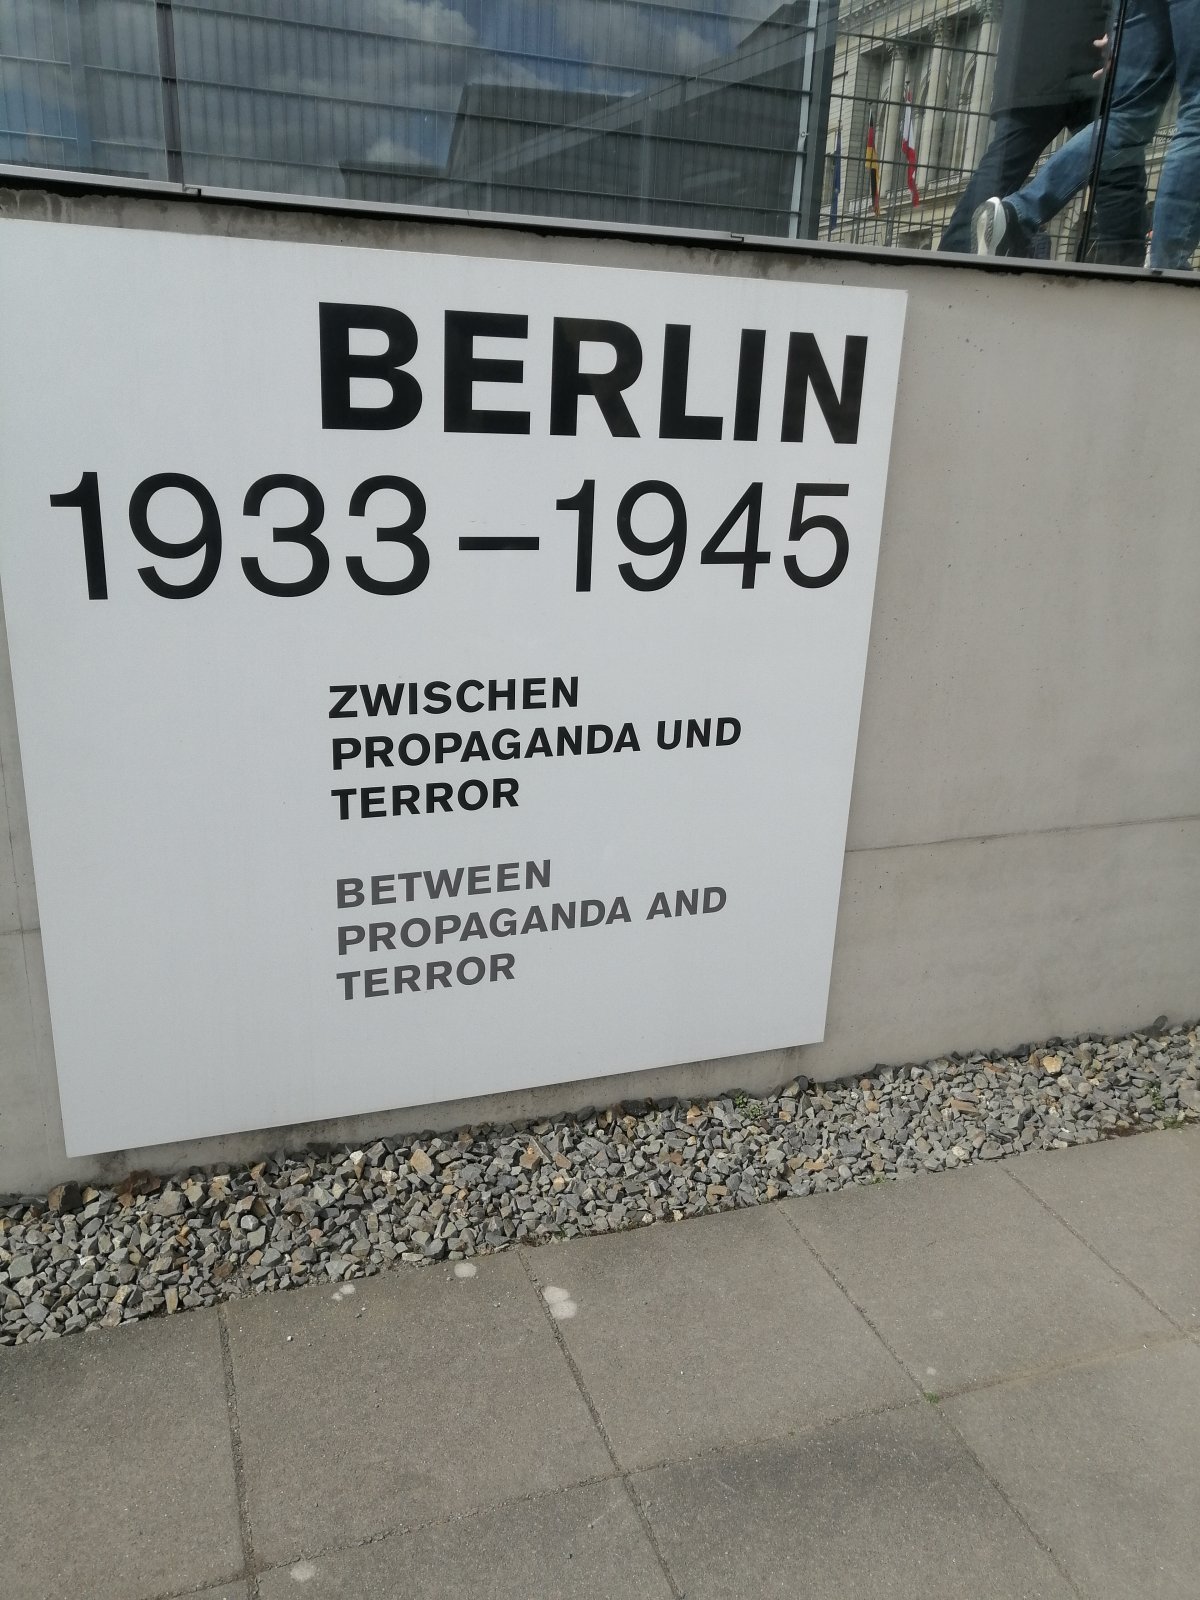 BERLIN
1933–1945
ZWISCHEN
PROPAGANDA UND
TERROR
BETWEEN
PROPAGANDA AND
TERROR